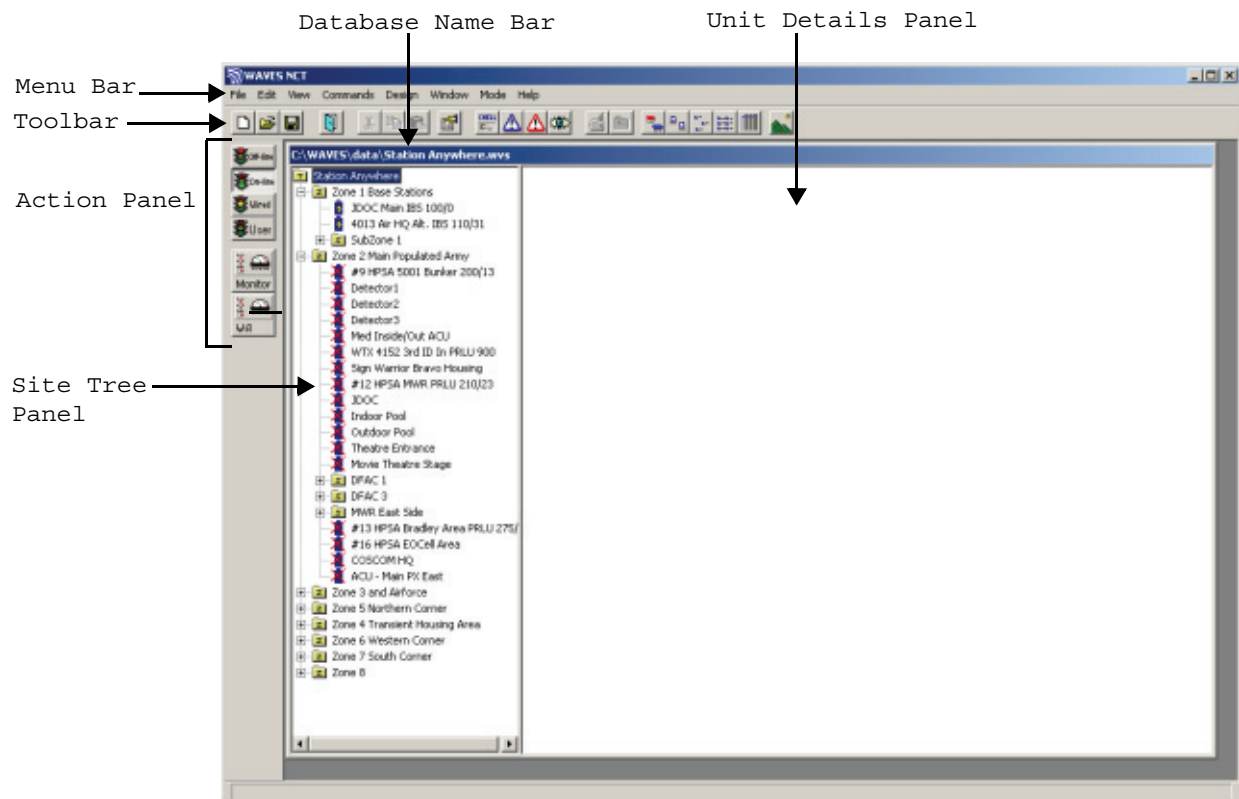 Database Name Bar
Unit Details Panel
WAVES NET
Menu Bar
File Edit View Commands Design Window Mode Help
Toolbar
Action Panel
Off-line
On-line
User
Monitor
C:\WAVES\data\Station Anywhere.wvs
Station Anywhere
Zone 1 Base Stations
JDOC Main IBS 100/0
4013 Air HQ Alt. IBS 110/31
SubZone 1
Zone 2 Main Populated Army
#9 HPSA 5001 Bunker 200/13
Detector1
Detector2
Detector3
Med Inside/Out ACU
WTX 4152 3rd ID In PRLU 900
Sign Warrior Bravo Housing
Site Tree
Panel
#12 HPSA MWR PRLU 210/23
JDOC
Indoor Pool
Outdoor Pool
Theatre Entrance
Movie Theatre Stage
DFAC 1
DFAC 3
MWR East Side
#13 HPSA Bradley Area PRLU 275/
#16 HPSA EOCell Area
COSCOM HQ
ACU - Main PX East
Zone 3 and Airforce
Zone 5 Northern Corner
Zone 4 Transient Housing Area
Zone 6 Western Corner
Zone 7 South Corner
Zone 8